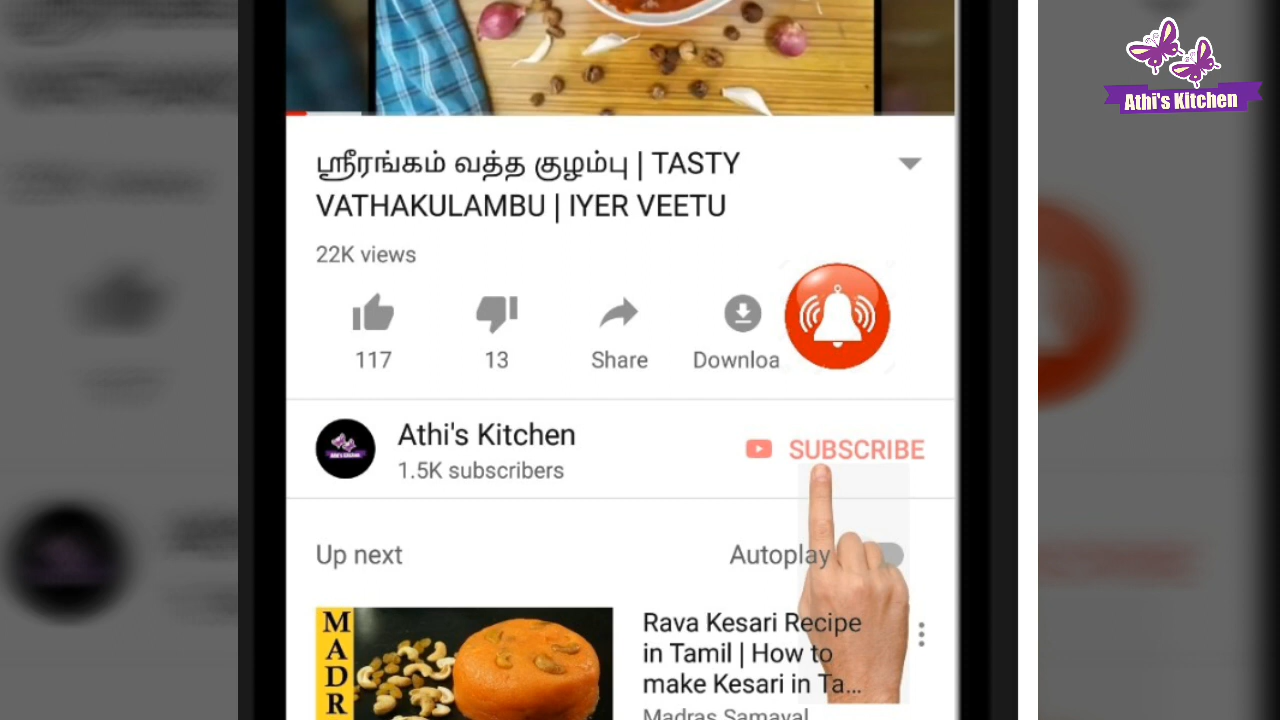 Athi's Kitchen
ஸ்ரீரங்கம் வத்த குழம்பு | TASTY
VATHAKULAMBU | IYER VEETU
22K views
117 13 Share Downloa
Athi's Kitchen
1.5K subscribers
SUBSCRIBE
Up next
Autoplay
MADR
Rava Kesari Recipe
in Tamil | How to
make Kesari in Ta...
Madras Samayal